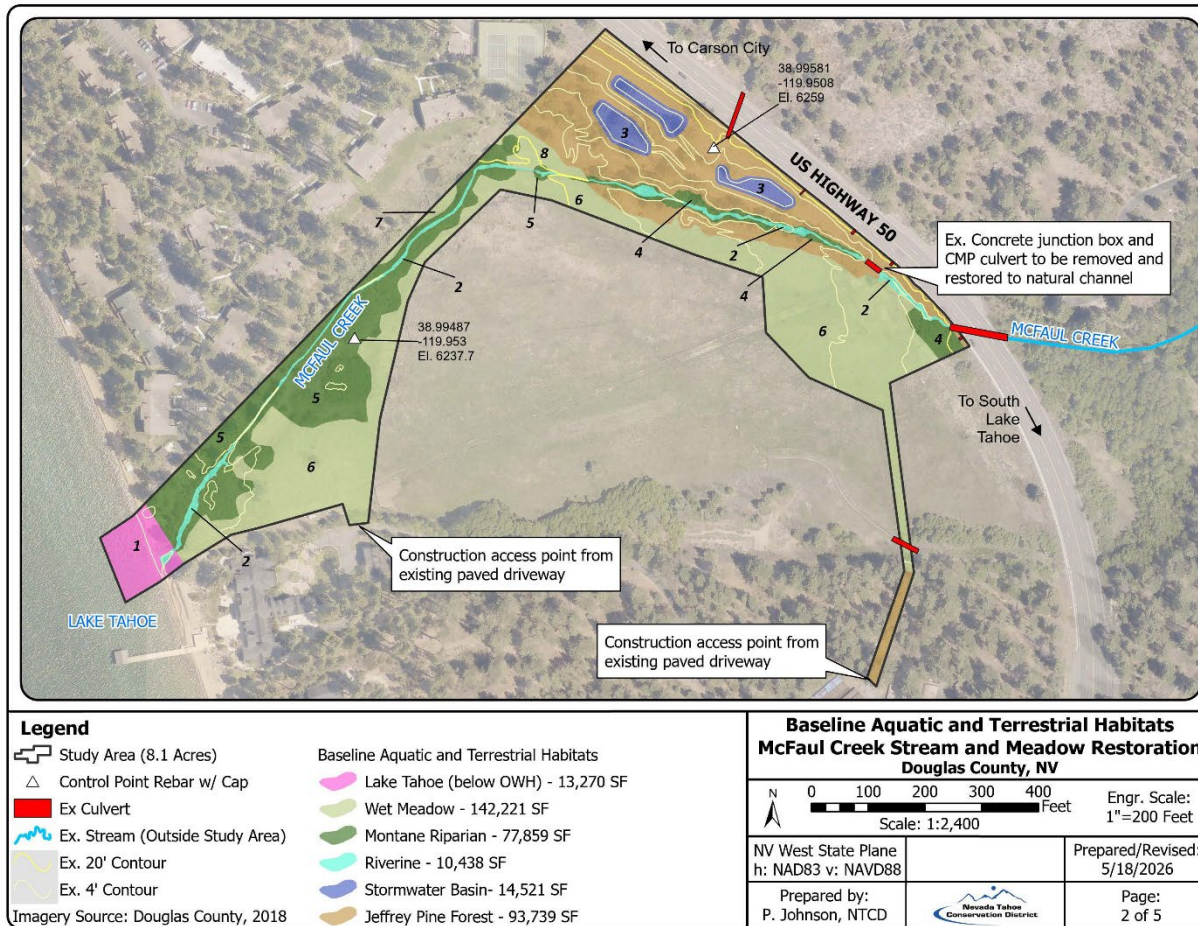 To Carson City
38.99581
-119.9508
El. 6259
3
3
US HIGHWAY 50
8
7
5
6
4
2
4
2
2
6
4
Ex. Concrete junction box and
CMP culvert to be removed and
restored to natural channel
MCFAUL CREEK
To South
Lake
Tahoe
38.99487
-119.953
El. 6237.7
MCFAUL CREEK
5
5
6
1
2
Construction access point from
existing paved driveway
LAKE TAHOE
Construction access point from
existing paved driveway
Legend
Study Area (8.1 Acres)
Control Point Rebar w/ Cap
Ex Culvert
Ex. Stream (Outside Study Area)
Ex. 20' Contour
Ex. 4' Contour
Imagery Source: Douglas County, 2018
Baseline Aquatic and Terrestrial Habitats
Lake Tahoe (below OWH) - 13,270 SF
Wet Meadow - 142,221 SF
Montane Riparian - 77,859 SF
Riverine - 10,438 SF
Stormwater Basin- 14,521 SF
Jeffrey Pine Forest - 93,739 SF
Baseline Aquatic and Terrestrial Habitats
McFaul Creek Stream and Meadow Restoration
Douglas County, NV
N
0 100 200 300 400
Feet
Scale: 1:2,400
Engr. Scale:
1"=200 Feet
NV West State Plane
h: NAD83 v: NAVD88
Prepared/Revised:
5/18/2026
Prepared by:
P. Johnson, NTCD
Nevada Tahoe
Conservation District
Page:
2 of 5